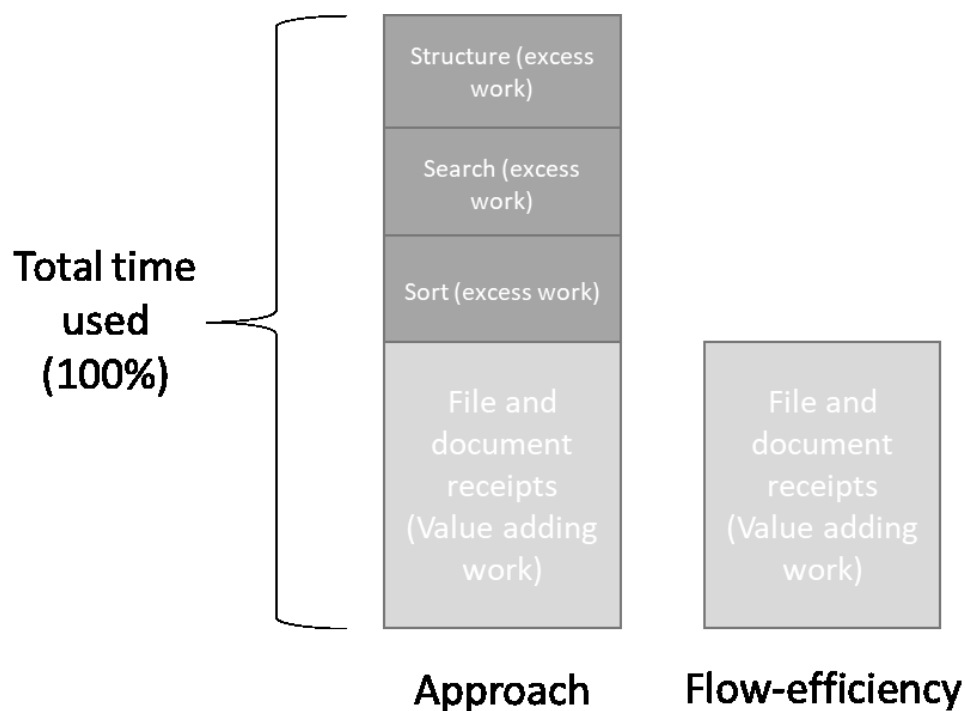 Structure (excess
work)
Search (excess
work)
Sort (excess work)
Total time
used
(100%)
File and
document
receipts
(Value adding
work)
File and
document
receipts
(Value adding
work)
Approach
Flow-efficiency